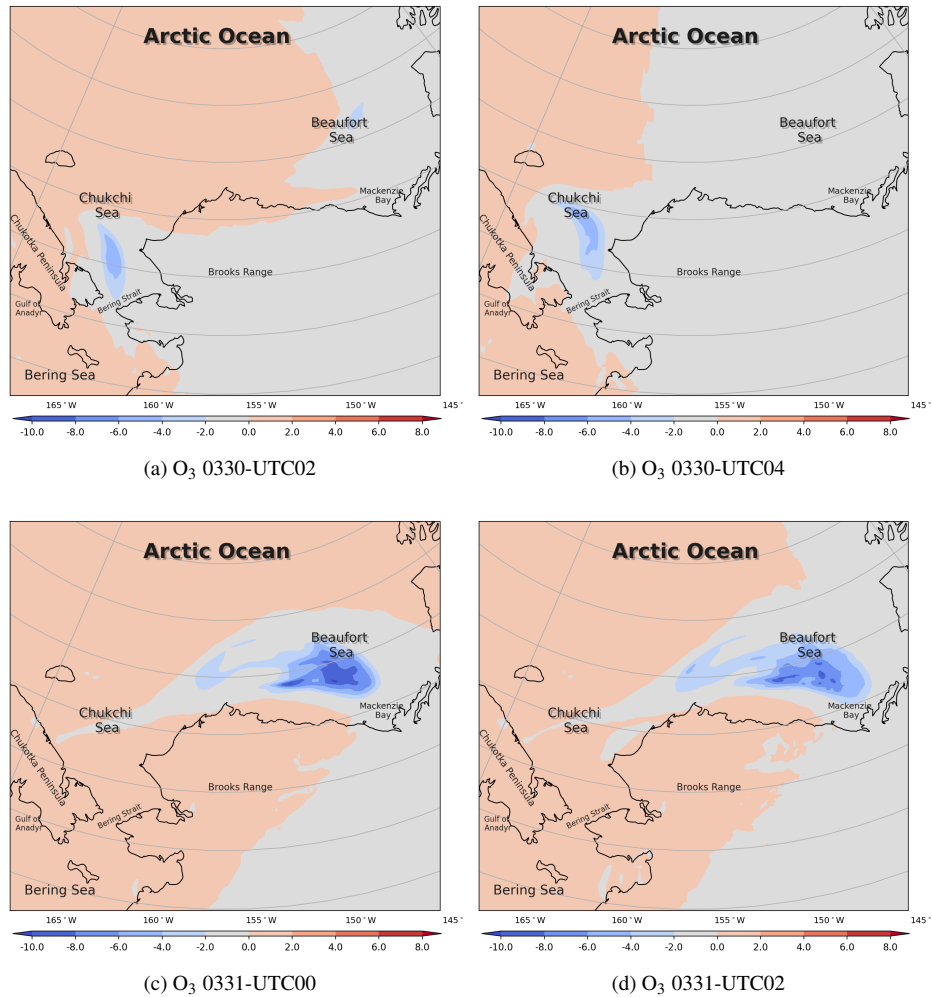 Arctic Ocean
Beaufort
Sea
Chukchi
Sea
Mackenzie
Bay
Chukotka Peninsula
Brooks Range
Bering Strait
Gulf of
Anadyr
Bering Sea
165°W 160°W 155°W 150°W 145°
-10.0 -8.0 -6.0 -4.0 -2.0 0.0 2.0 4.0 6.0 8.0
(a) O₃ 0330-UTC02
Arctic Ocean
Beaufort
Sea
Chukchi
Sea
Mackenzie
Bay
Chukotka Peninsula
Brooks Range
Bering Strait
Gulf of
Anadyr
Bering Sea
165°W 160°W 155°W 150°W 145°
-10.0 -8.0 -6.0 -4.0 -2.0 0.0 2.0 4.0 6.0 8.0
(b) O₃ 0330-UTC04
Arctic Ocean
Beaufort
Sea
Chukchi
Sea
Mackenzie
Bay
Chukotka Peninsula
Brooks Range
Bering Strait
Gulf of
Anadyr
Bering Sea
165°W 160°W 155°W 150°W 145°
-10.0 -8.0 -6.0 -4.0 -2.0 0.0 2.0 4.0 6.0 8.0
(c) O₃ 0331-UTC00
Arctic Ocean
Beaufort
Sea
Chukchi
Sea
Mackenzie
Bay
Chukotka Peninsula
Brooks Range
Bering Strait
Gulf of
Anadyr
Bering Sea
165°W 160°W 155°W 150°W 145°
-10.0 -8.0 -6.0 -4.0 -2.0 0.0 2.0 4.0 6.0 8.0
(d) O₃ 0331-UTC02